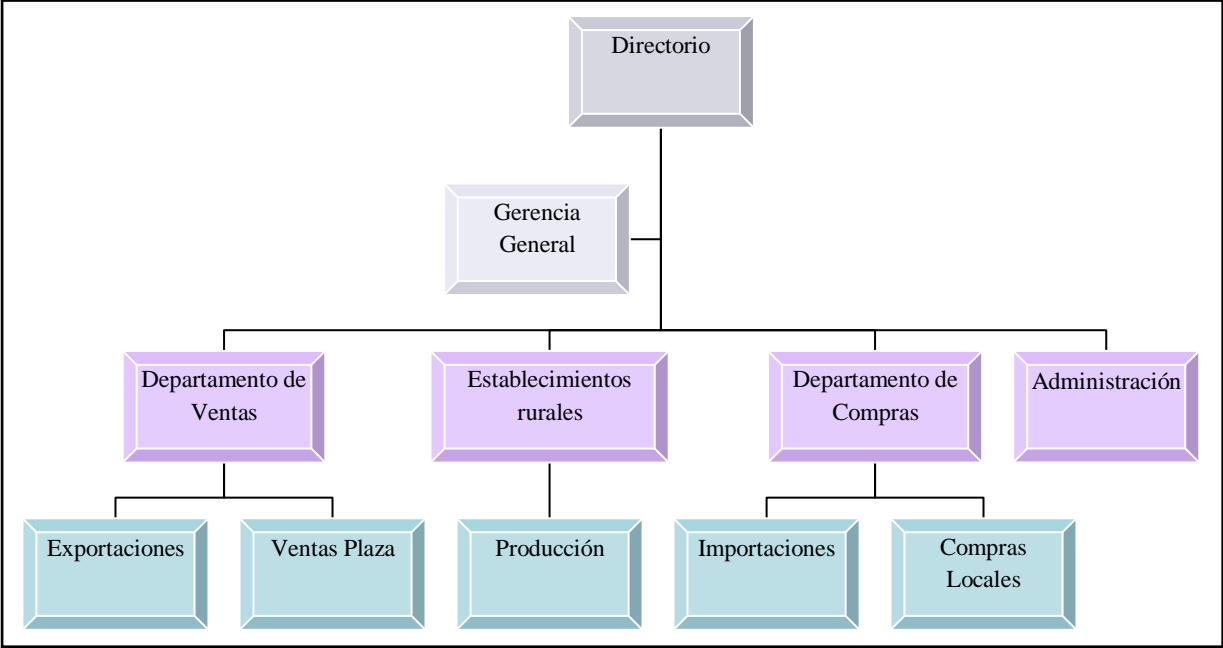 Directorio
Gerencia
General
Departamento de
Ventas
Establecimientos
rurales
Departamento de
Compras
Administración
Exportaciones
Ventas Plaza
Producción
Importaciones
Compras
Locales